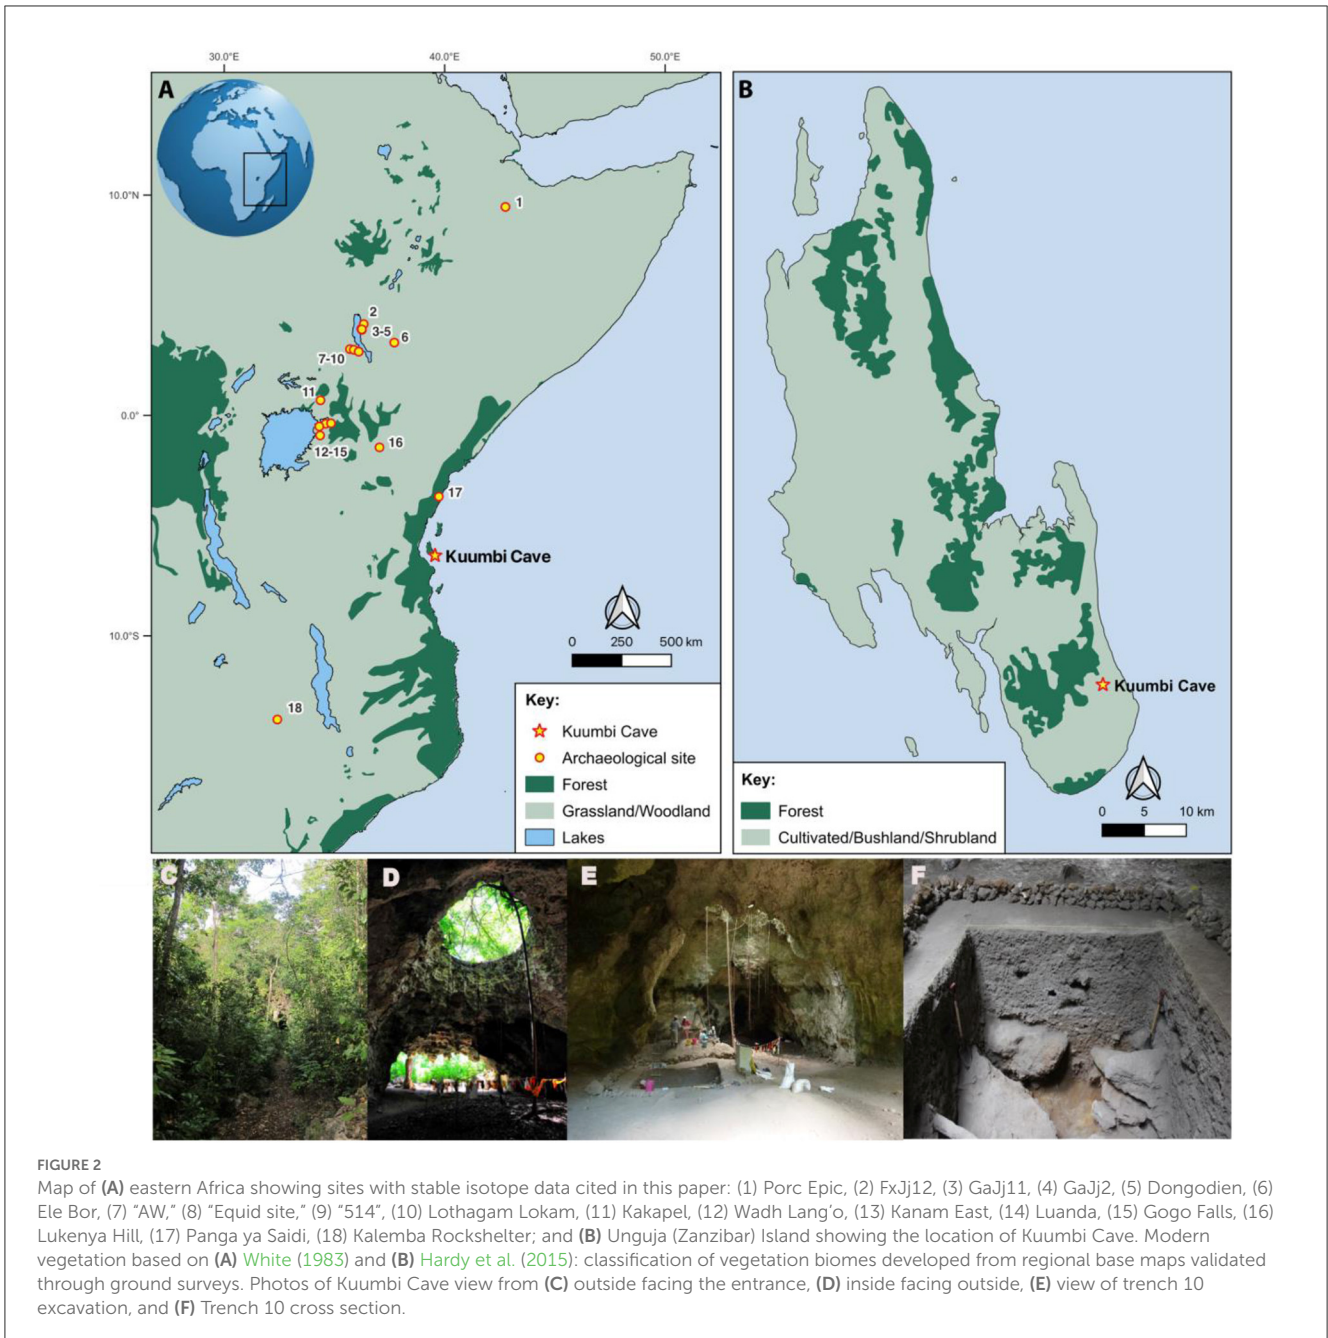 30.0°E 40.0°E 50.0°E
A
B
10.0°N
1
2
3-5
6
7-10
11
0.0°
12-15
16
17
Kuumbi Cave
10.0°S
0 250 500 km
18
Key:
Kuumbi Cave
Archaeological site
Forest
Grassland/Woodland
Lakes
Kuumbi Cave
Key:
Forest
Cultivated/Bushland/Shrubland
0 5 10 km
C
D
E
F
FIGURE 2
Map of (A) eastern Africa showing sites with stable isotope data cited in this paper: (1) Porc Epic, (2) FxJj12, (3) GaJj11, (4) GaJj2, (5) Dongodien, (6)
Ele Bor, (7) “AW,” (8) “Equid site,” (9) “514”, (10) Lothagam Lokam, (11) Kakapel, (12) Wadh Lang’o, (13) Kanam East, (14) Luanda, (15) Gogo Falls, (16)
Lukenya Hill, (17) Panga ya Saidi, (18) Kalemba Rockshelter; and (B) Unguja (Zanzibar) Island showing the location of Kuumbi Cave. Modern
vegetation based on (A) White (1983) and (B) Hardy et al. (2015): classification of vegetation biomes developed from regional base maps validated
through ground surveys. Photos of Kuumbi Cave view from (C) outside facing the entrance, (D) inside facing outside, (E) view of trench 10
excavation, and (F) Trench 10 cross section.